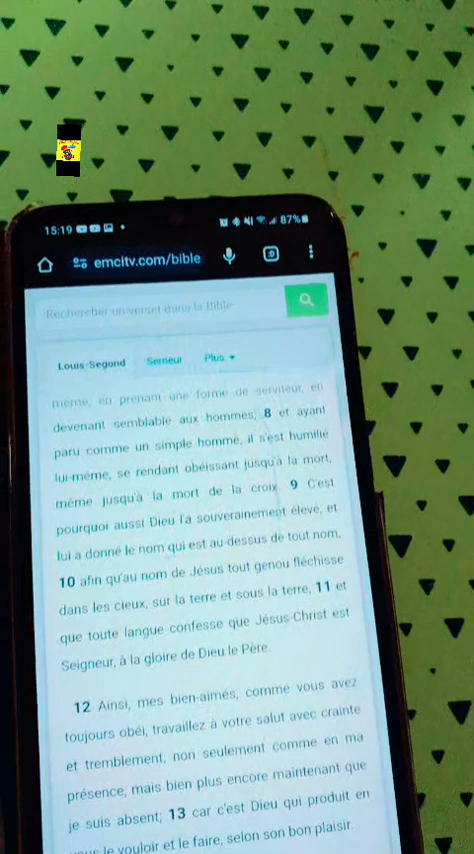 15:19
87%
emcitv.com/bible
Rechercher un verset dans la Bible
Louis-Segond Semeur Plus
même, en prenant une forme de serviteur, en
devenant semblable aux hommes; 8 et ayant
paru comme un simple homme, il s'est humilié
lui-même, se rendant obéissant jusqu'à la mort,
même jusqu'à la mort de la croix. 9 C'est
pourquoi aussi Dieu l'a souverainement élevé, et
lui a donné le nom qui est au-dessus de tout nom,
10 afin qu'au nom de Jésus tout genou fléchisse
dans les cieux, sur la terre et sous la terre, 11 et
que toute langue confesse que Jésus-Christ est
Seigneur, à la gloire de Dieu le Père.
12 Ainsi, mes bien-aimés, comme vous avez
toujours obéi, travaillez à votre salut avec crainte
et tremblement, non seulement comme en ma
présence, mais bien plus encore maintenant que
je suis absent; 13 car c'est Dieu qui produit en
vous le vouloir et le faire, selon son bon plaisir.